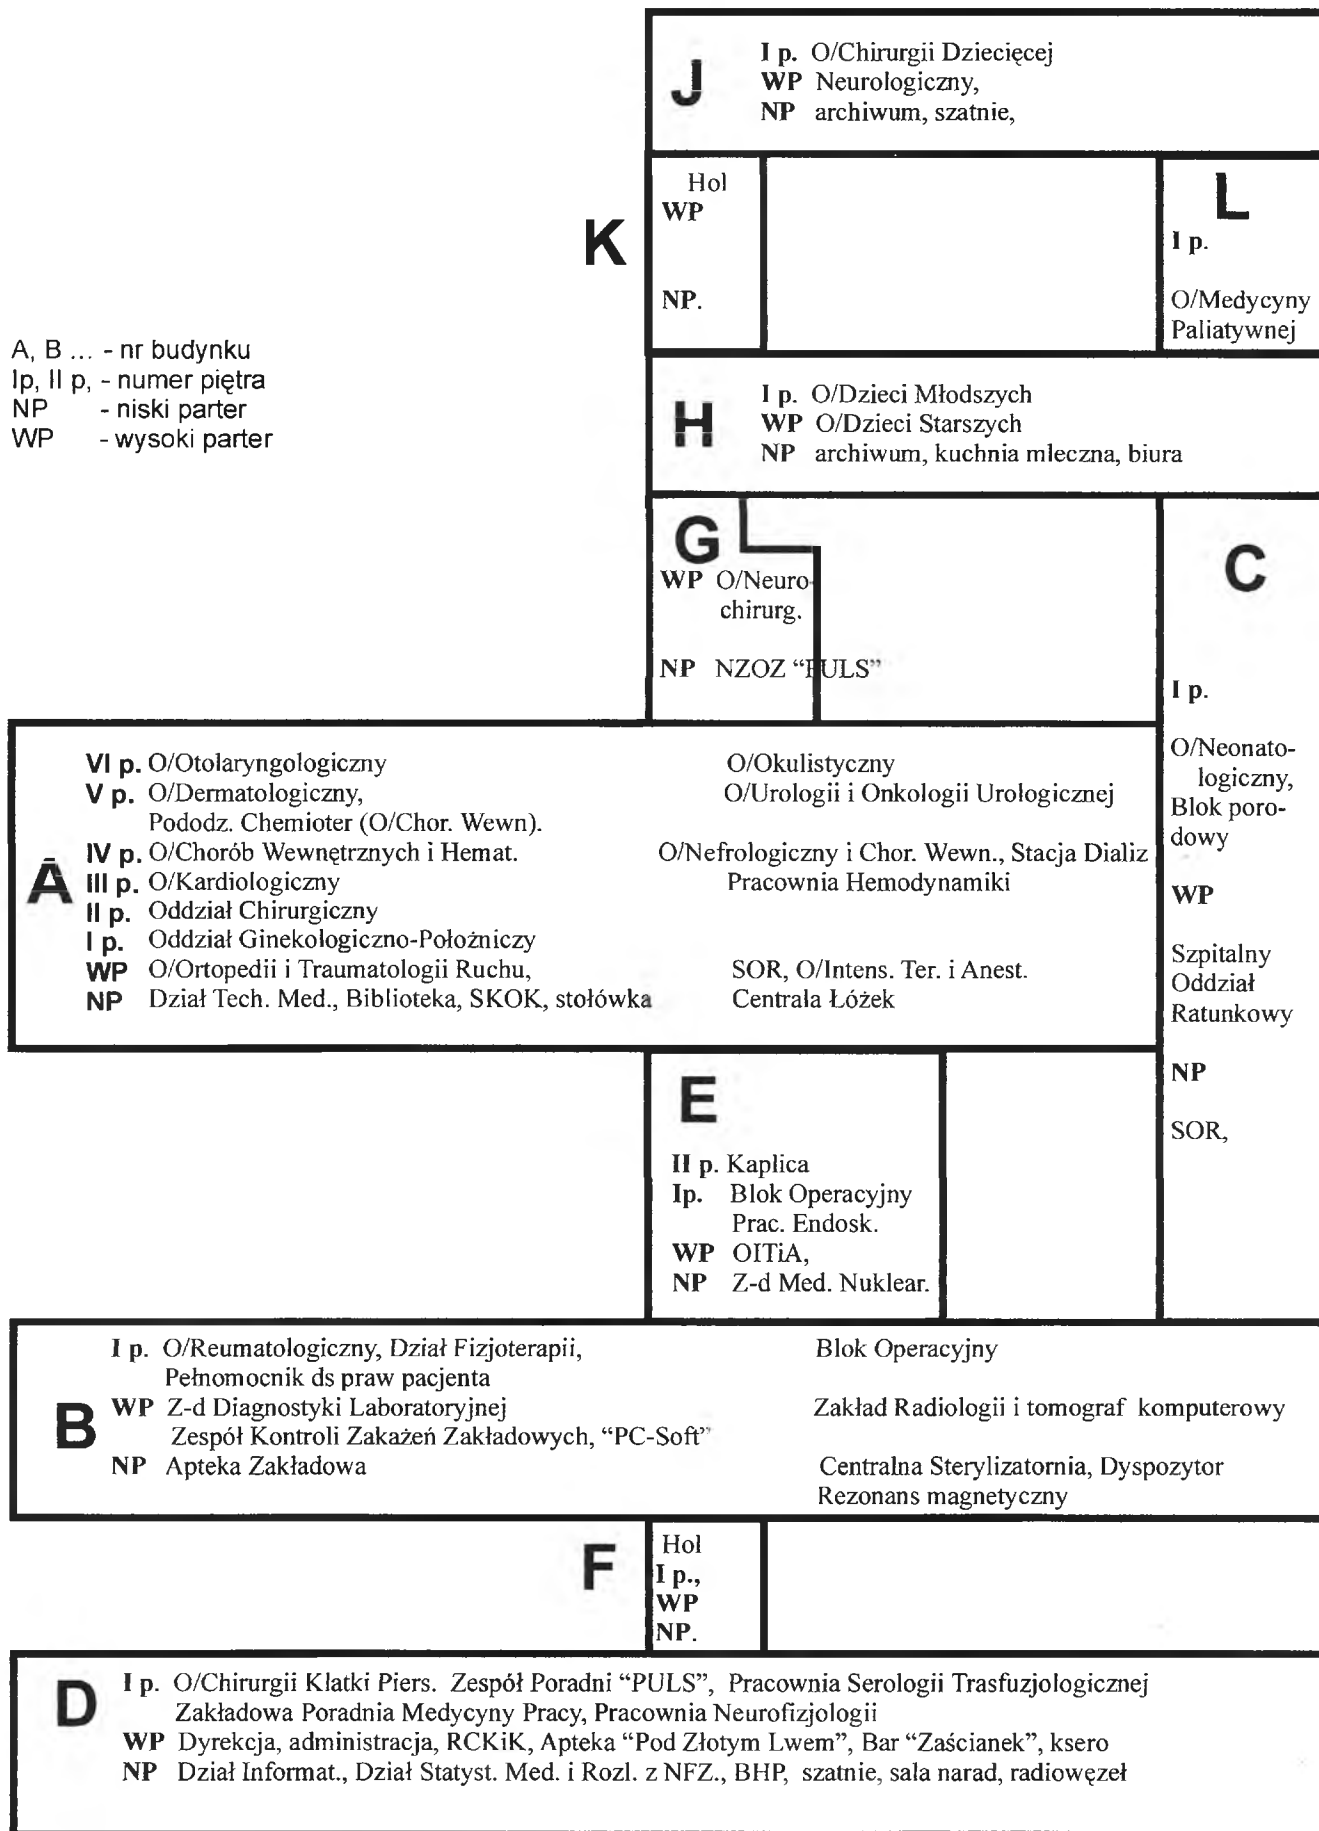 J
I p. O/Chirurgii Dziecięcej
WP Neurologiczny,
NP archiwum, szatnie,
K
Hol
WP
NP.
L
I p.
O/Medycyny
Paliatywnej
A, B ... - nr budynku
Ip, II p, - numer piętra
NP - niski parter
WP - wysoki parter
H
I p. O/Dzieci Młodszych
WP O/Dzieci Starszych
NP archiwum, kuchnia mleczna, biura
G
WP O/Neuro-
chirurg.
NP NZOZ “PULS”
C
I p.
O/Neonato-
logiczny,
Blok poro-
dowy
WP
Szpitalny
Oddział
Ratunkowy
NP
SOR,
A
VI p. O/Otolaryngologiczny O/Okulistyczny
V p. O/Dermatologiczny, O/Urologii i Onkologii Urologicznej
Pododz. Chemioter (O/Chor. Wewn).
IV p. O/Chorób Wewnętrznych i Hemat. O/Nefrologiczny i Chor. Wewn., Stacja Dializ
III p. O/Kardiologiczny Pracownia Hemodynamiki
II p. Oddział Chirurgiczny
I p. Oddział Ginekologiczno-Położniczy
WP O/Ortopedii i Traumatologii Ruchu, SOR, O/Intens. Ter. i Anest.
NP Dział Tech. Med., Biblioteka, SKOK, stołówka Centrala Łóżek
E
II p. Kaplica
Ip. Blok Operacyjny
Prac. Endosk.
WP OITiA,
NP Z-d Med. Nuklear.
B
I p. O/Reumatologiczny, Dział Fizjoterapii, Blok Operacyjny
Pełnomocnik ds praw pacjenta
WP Z-d Diagnostyki Laboratoryjnej Zakład Radiologii i tomograf komputerowy
Zespół Kontroli Zakażeń Zakładowych, “PC-Soft”
NP Apteka Zakładowa Centralna Sterylizatornia, Dyspozytor
Rezonans magnetyczny
F
Hol
I p.,
WP
NP.
D
I p. O/Chirurgii Klatki Piers. Zespół Poradni “PULS”, Pracownia Serologii Trasfuzjologicznej
Zakładowa Poradnia Medycyny Pracy, Pracownia Neurofizjologii
WP Dyrekcja, administracja, RCKiK, Apteka “Pod Złotym Lwem”, Bar “Zaścianek”, ksero
NP Dział Informat., Dział Statyst. Med. i Rozl. z NFZ., BHP, szatnie, sala narad, radiowęzeł